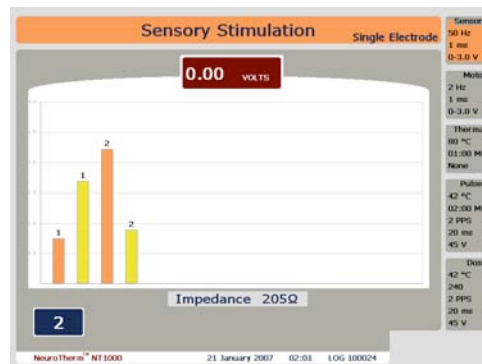 Sensory Stimulation
Single Electrode
0.00 VOLTS
1
1
2
2
Impedance 205Ω
2
NeuroTherm™ NT1000 21 January 2007 02:01 LOG 100024
Sensor
50 Hz
1 ms
0-3.0 V
Moto
2 Hz
1 ms
0-3.0 V
Therma
80 °C
01:00 M
None
Pulse
42 °C
02:00 M
2 PPS
20 ms
45 V
Dos
42 °C
240
2 PPS
20 ms
45 V